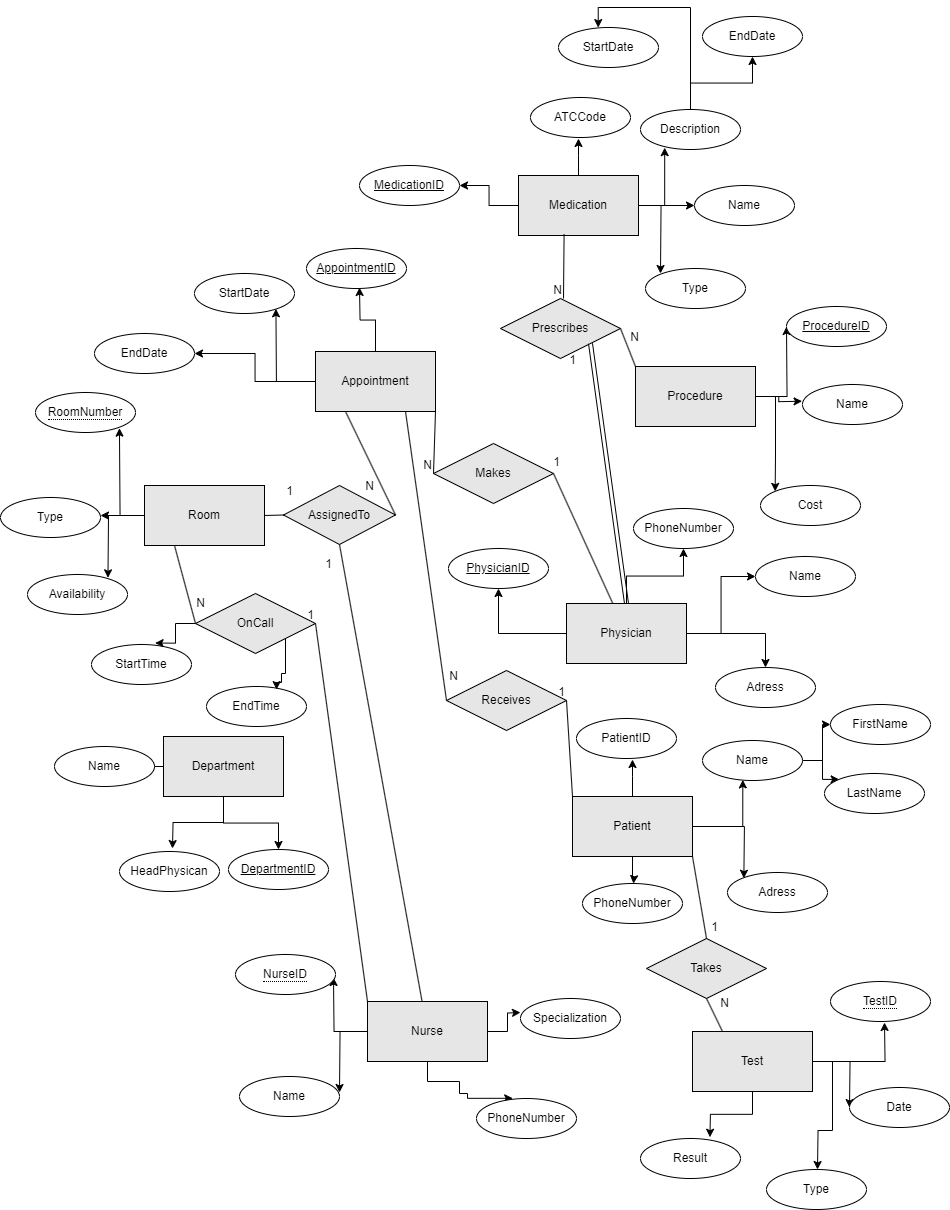 EndDate
StartDate
ATCCode
Description
MedicationID
Medication
Name
AppointmentID
StartDate
Type
N
Prescribes
ProcedureID
N
EndDate
1
Appointment
Procedure
Name
RoomNumber
N
Makes
1
N
1
Cost
Type
Room
AssignedTo
PhoneNumber
1
PhysicianID
Name
Availability
N
1
OnCall
Physician
StartTime
N
1
Adress
EndTime
Receives
FirstName
PatientID
Name
Name
Department
LastName
Patient
HeadPhysican
DepartmentID
Adress
PhoneNumber
1
Takes
NurseID
TestID
N
Specialization
Nurse
Test
Name
Date
PhoneNumber
Result
Type